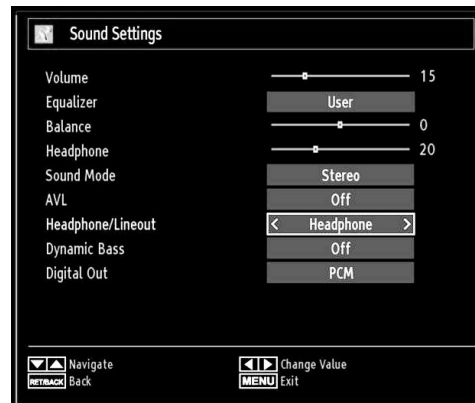 Sound Settings
Volume 15
Equalizer User
Balance 0
Headphone 20
Sound Mode Stereo
AVL Off
Headphone/Lineout < Headphone >
Dynamic Bass Off
Digital Out PCM
Navigate Change Value
RET/BACK Back MENU Exit